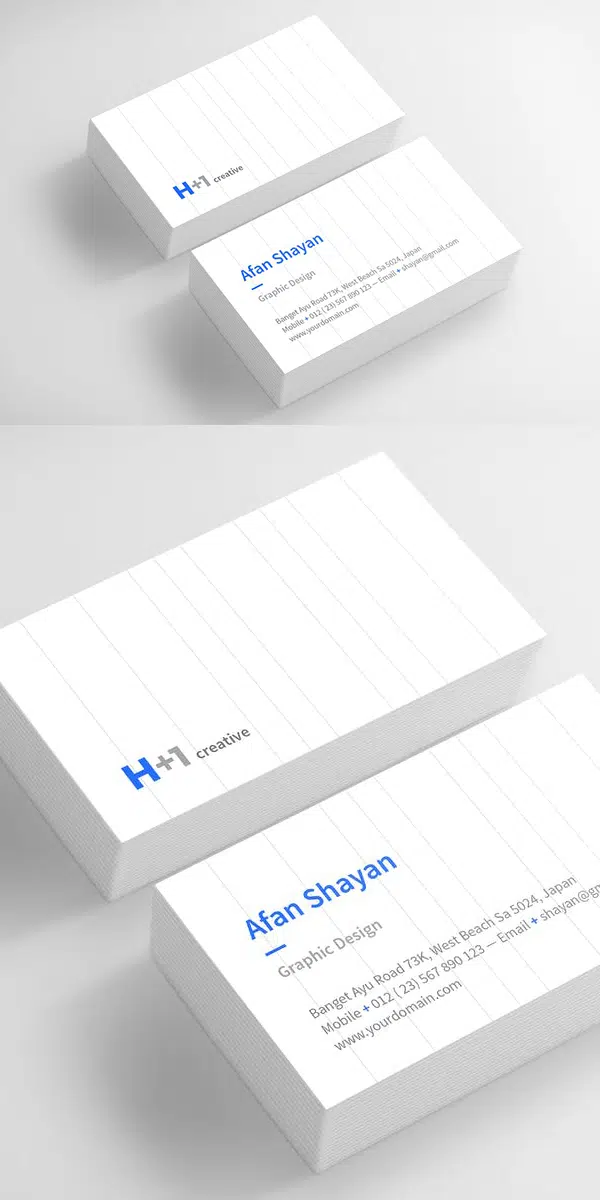 H+1 creative
Afan Shayan
Graphic Design
Banget Ayu Road 73K, West Beach Sa 5024, Japan
Mobile + 012 (23) 567 890 123 — Email + shayan@gmail.com
www.yourdomain.com
H+1 creative
Afan Shayan
Graphic Design
Banget Ayu Road 73K, West Beach Sa 5024, Japan
Mobile + 012 (23) 567 890 123 — Email + shayan@g
www.yourdomain.com